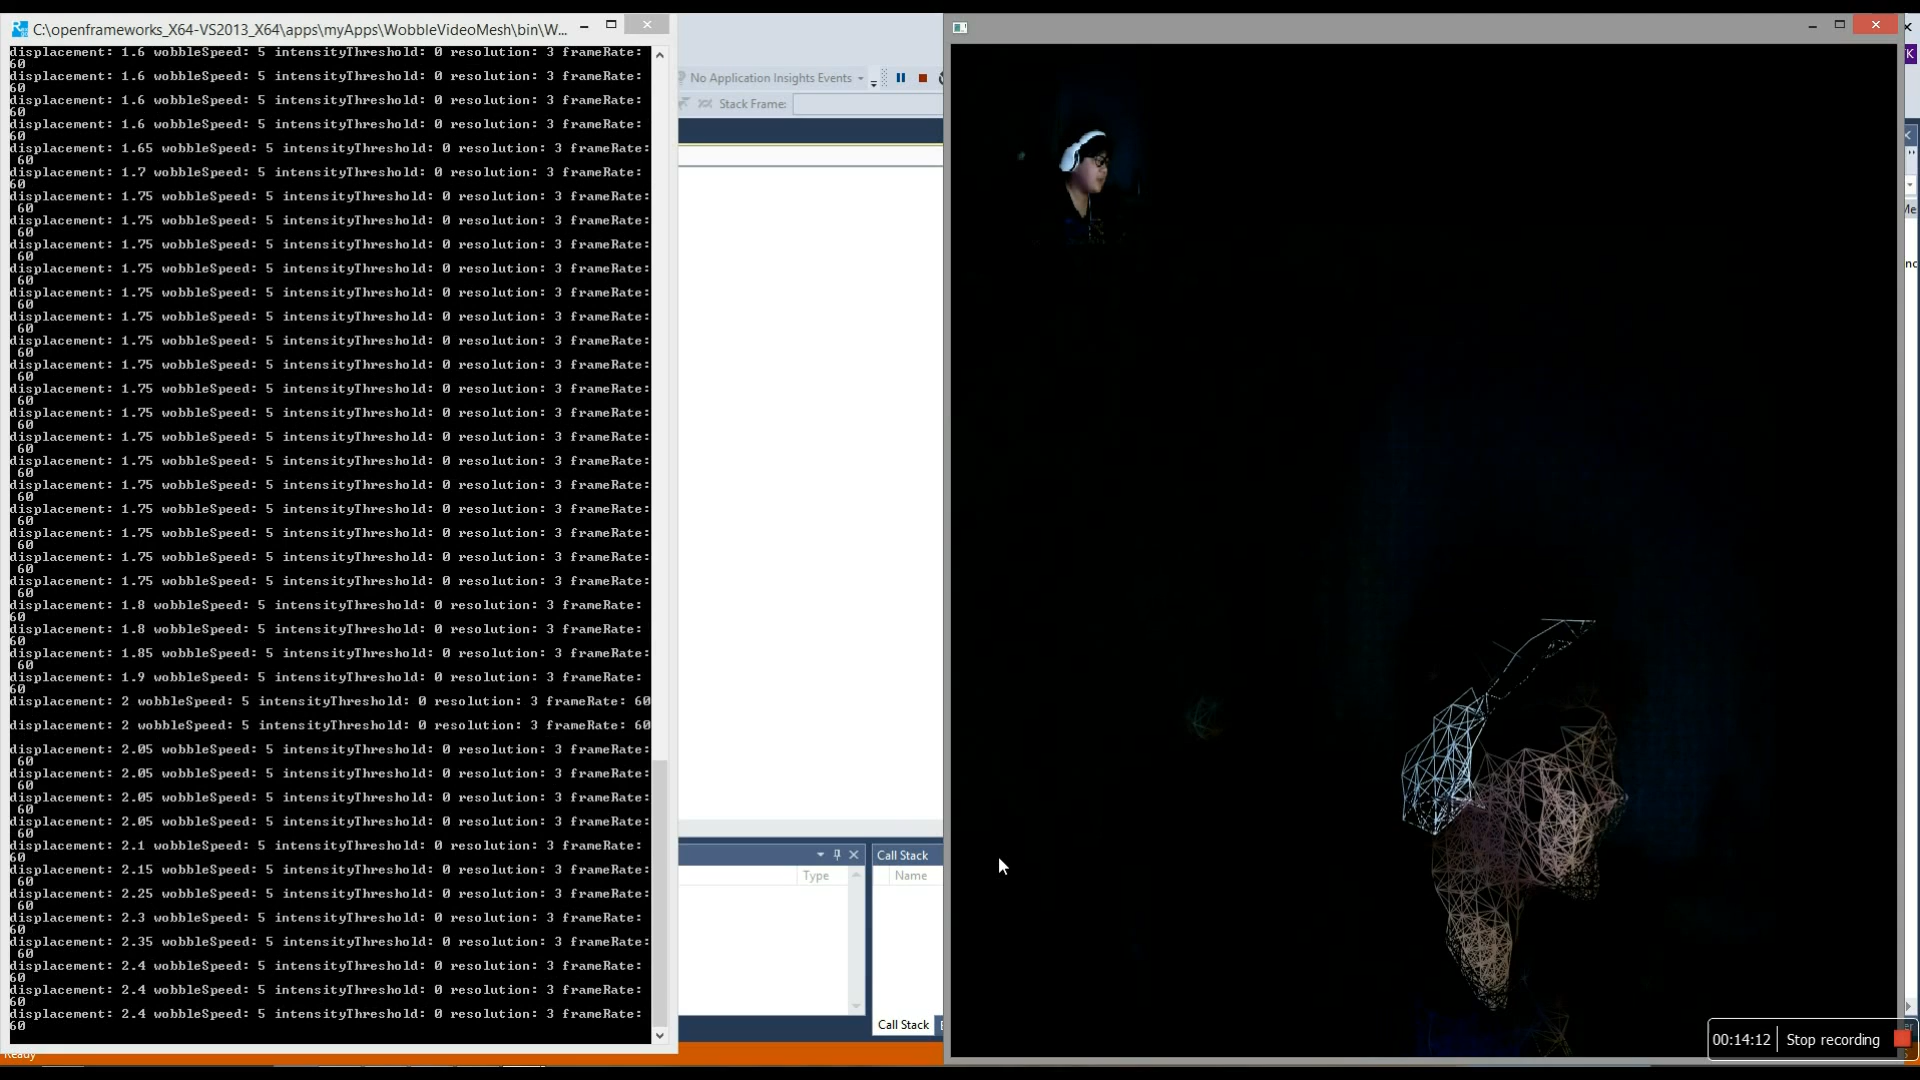 C:\openframeworks_X64-VS2013_X64\apps\myApps\WobbleVideoMesh\bin\W...
displacement: 1.6 wobbleSpeed: 5 intensityThreshold: 0 resolution: 3 frameRate:
60
displacement: 1.6 wobbleSpeed: 5 intensityThreshold: 0 resolution: 3 frameRate:
60
displacement: 1.6 wobbleSpeed: 5 intensityThreshold: 0 resolution: 3 frameRate:
60
displacement: 1.6 wobbleSpeed: 5 intensityThreshold: 0 resolution: 3 frameRate:
60
displacement: 1.65 wobbleSpeed: 5 intensityThreshold: 0 resolution: 3 frameRate:
60
displacement: 1.7 wobbleSpeed: 5 intensityThreshold: 0 resolution: 3 frameRate:
60
displacement: 1.75 wobbleSpeed: 5 intensityThreshold: 0 resolution: 3 frameRate:
60
displacement: 1.75 wobbleSpeed: 5 intensityThreshold: 0 resolution: 3 frameRate:
60
displacement: 1.75 wobbleSpeed: 5 intensityThreshold: 0 resolution: 3 frameRate:
60
displacement: 1.75 wobbleSpeed: 5 intensityThreshold: 0 resolution: 3 frameRate:
60
displacement: 1.75 wobbleSpeed: 5 intensityThreshold: 0 resolution: 3 frameRate:
60
displacement: 1.75 wobbleSpeed: 5 intensityThreshold: 0 resolution: 3 frameRate:
60
displacement: 1.75 wobbleSpeed: 5 intensityThreshold: 0 resolution: 3 frameRate:
60
displacement: 1.75 wobbleSpeed: 5 intensityThreshold: 0 resolution: 3 frameRate:
60
displacement: 1.75 wobbleSpeed: 5 intensityThreshold: 0 resolution: 3 frameRate:
60
displacement: 1.75 wobbleSpeed: 5 intensityThreshold: 0 resolution: 3 frameRate:
60
displacement: 1.75 wobbleSpeed: 5 intensityThreshold: 0 resolution: 3 frameRate:
60
displacement: 1.75 wobbleSpeed: 5 intensityThreshold: 0 resolution: 3 frameRate:
60
displacement: 1.75 wobbleSpeed: 5 intensityThreshold: 0 resolution: 3 frameRate:
60
displacement: 1.75 wobbleSpeed: 5 intensityThreshold: 0 resolution: 3 frameRate:
60
displacement: 1.75 wobbleSpeed: 5 intensityThreshold: 0 resolution: 3 frameRate:
60
displacement: 1.75 wobbleSpeed: 5 intensityThreshold: 0 resolution: 3 frameRate:
60
displacement: 1.75 wobbleSpeed: 5 intensityThreshold: 0 resolution: 3 frameRate:
60
displacement: 1.8 wobbleSpeed: 5 intensityThreshold: 0 resolution: 3 frameRate:
60
displacement: 1.8 wobbleSpeed: 5 intensityThreshold: 0 resolution: 3 frameRate:
60
displacement: 1.85 wobbleSpeed: 5 intensityThreshold: 0 resolution: 3 frameRate:
60
displacement: 1.9 wobbleSpeed: 5 intensityThreshold: 0 resolution: 3 frameRate:
60
displacement: 2 wobbleSpeed: 5 intensityThreshold: 0 resolution: 3 frameRate: 60
displacement: 2 wobbleSpeed: 5 intensityThreshold: 0 resolution: 3 frameRate: 60
displacement: 2.05 wobbleSpeed: 5 intensityThreshold: 0 resolution: 3 frameRate:
60
displacement: 2.05 wobbleSpeed: 5 intensityThreshold: 0 resolution: 3 frameRate:
60
displacement: 2.05 wobbleSpeed: 5 intensityThreshold: 0 resolution: 3 frameRate:
60
displacement: 2.05 wobbleSpeed: 5 intensityThreshold: 0 resolution: 3 frameRate:
60
displacement: 2.1 wobbleSpeed: 5 intensityThreshold: 0 resolution: 3 frameRate:
60
displacement: 2.15 wobbleSpeed: 5 intensityThreshold: 0 resolution: 3 frameRate:
60
displacement: 2.25 wobbleSpeed: 5 intensityThreshold: 0 resolution: 3 frameRate:
60
displacement: 2.3 wobbleSpeed: 5 intensityThreshold: 0 resolution: 3 frameRate:
60
displacement: 2.35 wobbleSpeed: 5 intensityThreshold: 0 resolution: 3 frameRate:
60
displacement: 2.4 wobbleSpeed: 5 intensityThreshold: 0 resolution: 3 frameRate:
60
displacement: 2.4 wobbleSpeed: 5 intensityThreshold: 0 resolution: 3 frameRate:
60
displacement: 2.4 wobbleSpeed: 5 intensityThreshold: 0 resolution: 3 frameRate:
60
Ready
No Application Insights Events
Stack Frame:
Type
Call Stack
Name
Call Stack
00:14:12 Stop recording